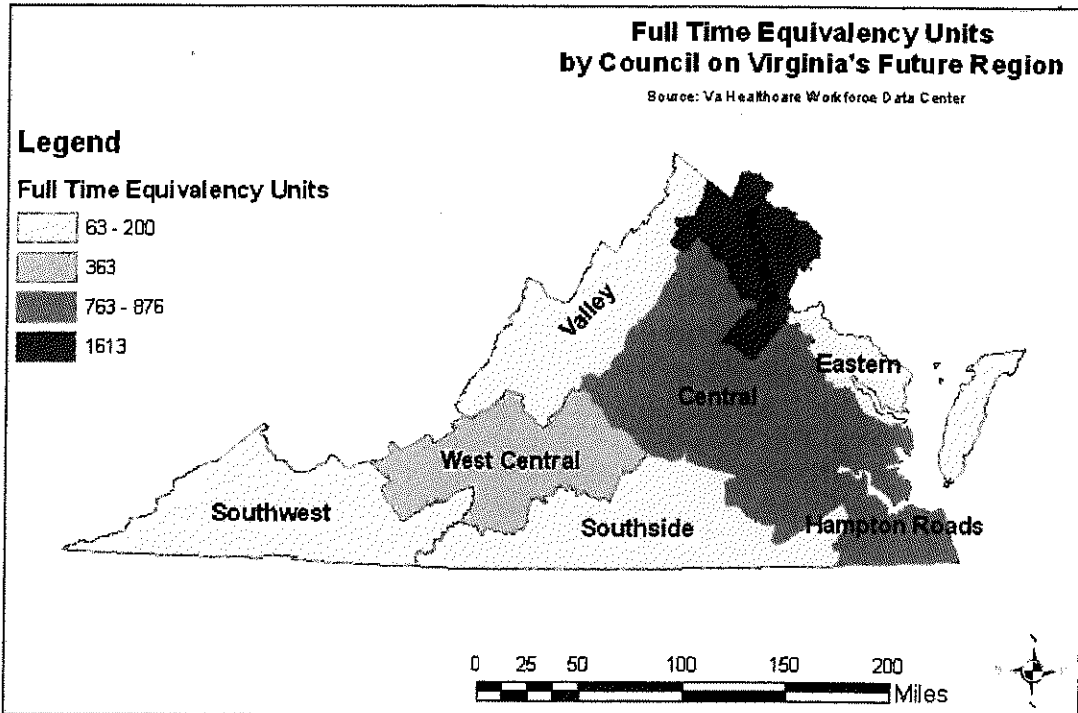 Full Time Equivalency Units
by Council on Virginia's Future Region
Source: Va Healthcare Workforce Data Center
Legend
Full Time Equivalency Units
63 - 200
363
763 - 876
1613
Valley
Eastern
Central
West Central
Southwest
Southside
Hampton Roads
0 25 50 100 150 200
Miles